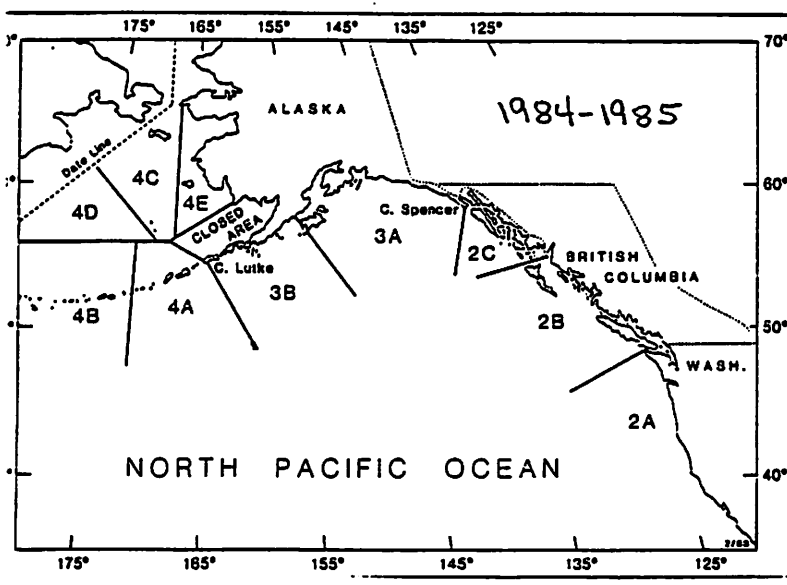 175° 165° 155° 145° 135° 125°
70° 70°
ALASKA
1984-1985
Date Line
4C
4E
60°
4D
CLOSED AREA
C. Spencer
3A
2C
BRITISH COLUMBIA
C. Lutke
3B
4B
4A
2B
50°
WASH.
2A
NORTH PACIFIC OCEAN
40°
175° 165° 155° 145° 135° 125°